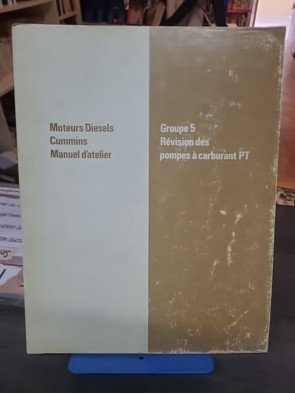 Moteurs Diesels
Cummins
Manuel d'atelier
Groupe 5
Révision des
pompes à carburant PT